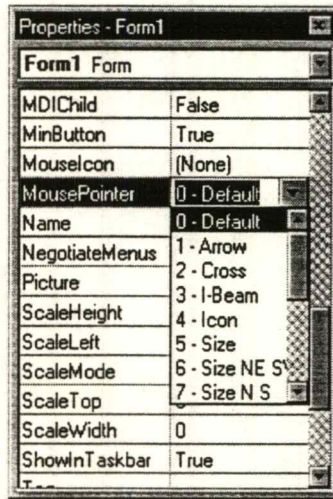 Properties - Form1
Form1 Form
MDIChild False
MinButton True
MouseIcon (None)
MousePointer 0 - Default
Name 0 - Default
NegotiateMenus 1 - Arrow
Picture 2 - Cross
ScaleHeight 3 - I-Beam
ScaleLeft 4 - Icon
ScaleMode 5 - Size
ScaleTop 6 - Size NE
7 - Size N S
ScaleWidth 0
ShowInTaskbar True